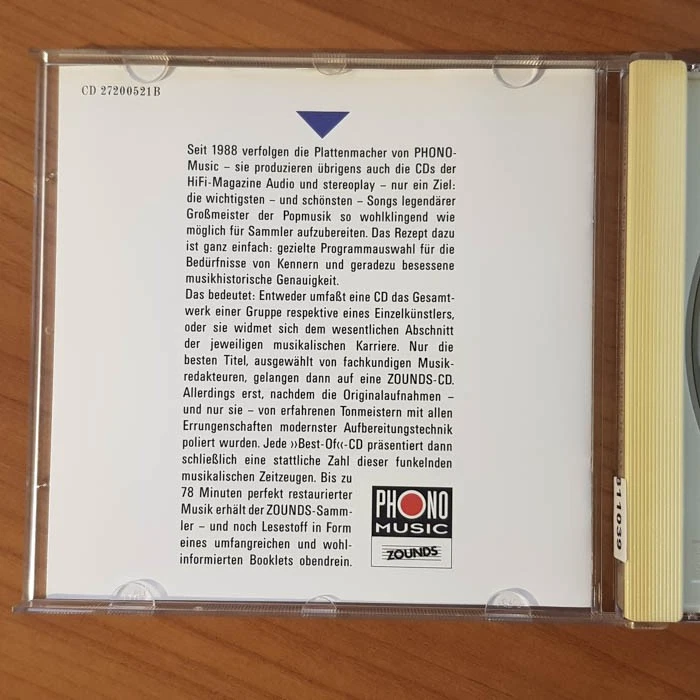 CD 27200521B
Seit 1988 verfolgen die Plattenmacher von PHONO-
Music – sie produzieren übrigens auch die CDs der
HiFi-Magazine Audio und stereoplay – nur ein Ziel:
die wichtigsten – und schönsten – Songs legendärer
Großmeister der Popmusik so wohlklingend wie
möglich für Sammler aufzubereiten. Das Rezept dazu
ist ganz einfach: gezielte Programmauswahl für die
Bedürfnisse von Kennern und geradezu besessene
musikhistorische Genauigkeit.
Das bedeutet: Entweder umfaßt eine CD das Gesamt-
werk einer Gruppe respektive eines Einzelkünstlers,
oder sie widmet sich dem wesentlichen Abschnitt
der jeweiligen musikalischen Karriere. Nur die
besten Titel, ausgewählt von fachkundigen Musik-
redakteuren, gelangen dann auf eine ZOUNDS-CD.
Allerdings erst, nachdem die Originalaufnahmen –
und nur sie – von erfahrenen Tonmeistern mit allen
Errungenschaften modernster Aufbereitungstechnik
poliert wurden. Jede »Best-Of«-CD präsentiert dann
schließlich eine stattliche Zahl dieser funkelnden
musikalischen Zeitzeugen. Bis zu
78 Minuten perfekt restaurierter
Musik erhält der ZOUNDS-Samm-
ler – und noch Lesestoff in Form
eines umfangreichen und wohl-
informierten Booklets obendrein.
PHONO
MUSIC
ZOUNDS
311039